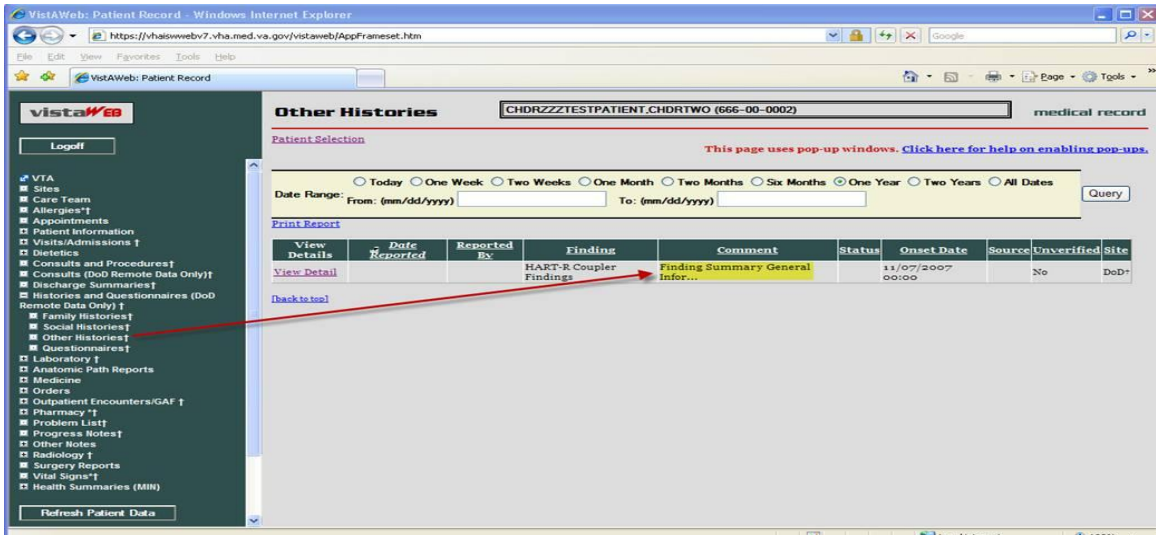 VistAWeb: Patient Record - Windows Internet Explorer
https://vhaiswwebv7.vha.med.va.gov/vistaweb/AppFrameset.htm
Google
File Edit View Favorites Tools Help
VistAWeb: Patient Record
Page Tools
vistaWEB
Other Histories
CHDRZZZTESTPATIENT,CHDRTWO (666-00-0002)
medical record
Logoff
Patient Selection
This page uses pop-up windows. Click here for help on enabling pop-ups.
VTA
Sites
Care Team
Allergies*†
Appointments
Patient Information
Visits/Admissions †
Dietetics
Consults and Procedures†
Consults (DoD Remote Data Only)†
Discharge Summaries†
Histories and Questionnaires (DoD
Remote Data Only) †
Family Histories†
Social Histories†
Other Histories†
Questionnaires†
Laboratory †
Anatomic Path Reports
Medicine
Orders
Outpatient Encounters/GAF †
Pharmacy *†
Problem List†
Progress Notes†
Other Notes
Radiology †
Surgery Reports
Vital Signs*†
Health Summaries (MIN)
Refresh Patient Data
Date Range:
Today One Week Two Weeks One Month Two Months Six Months One Year Two Years All Dates
From: (mm/dd/yyyy) To: (mm/dd/yyyy)
Query
Print Report
View Details Date Reported Reported By Finding Comment Status Onset Date Source Unverified Site
View Detail HART-R Coupler Findings Finding Summary General Infor... 11/07/2007 00:00 No DoD†
[back to top]